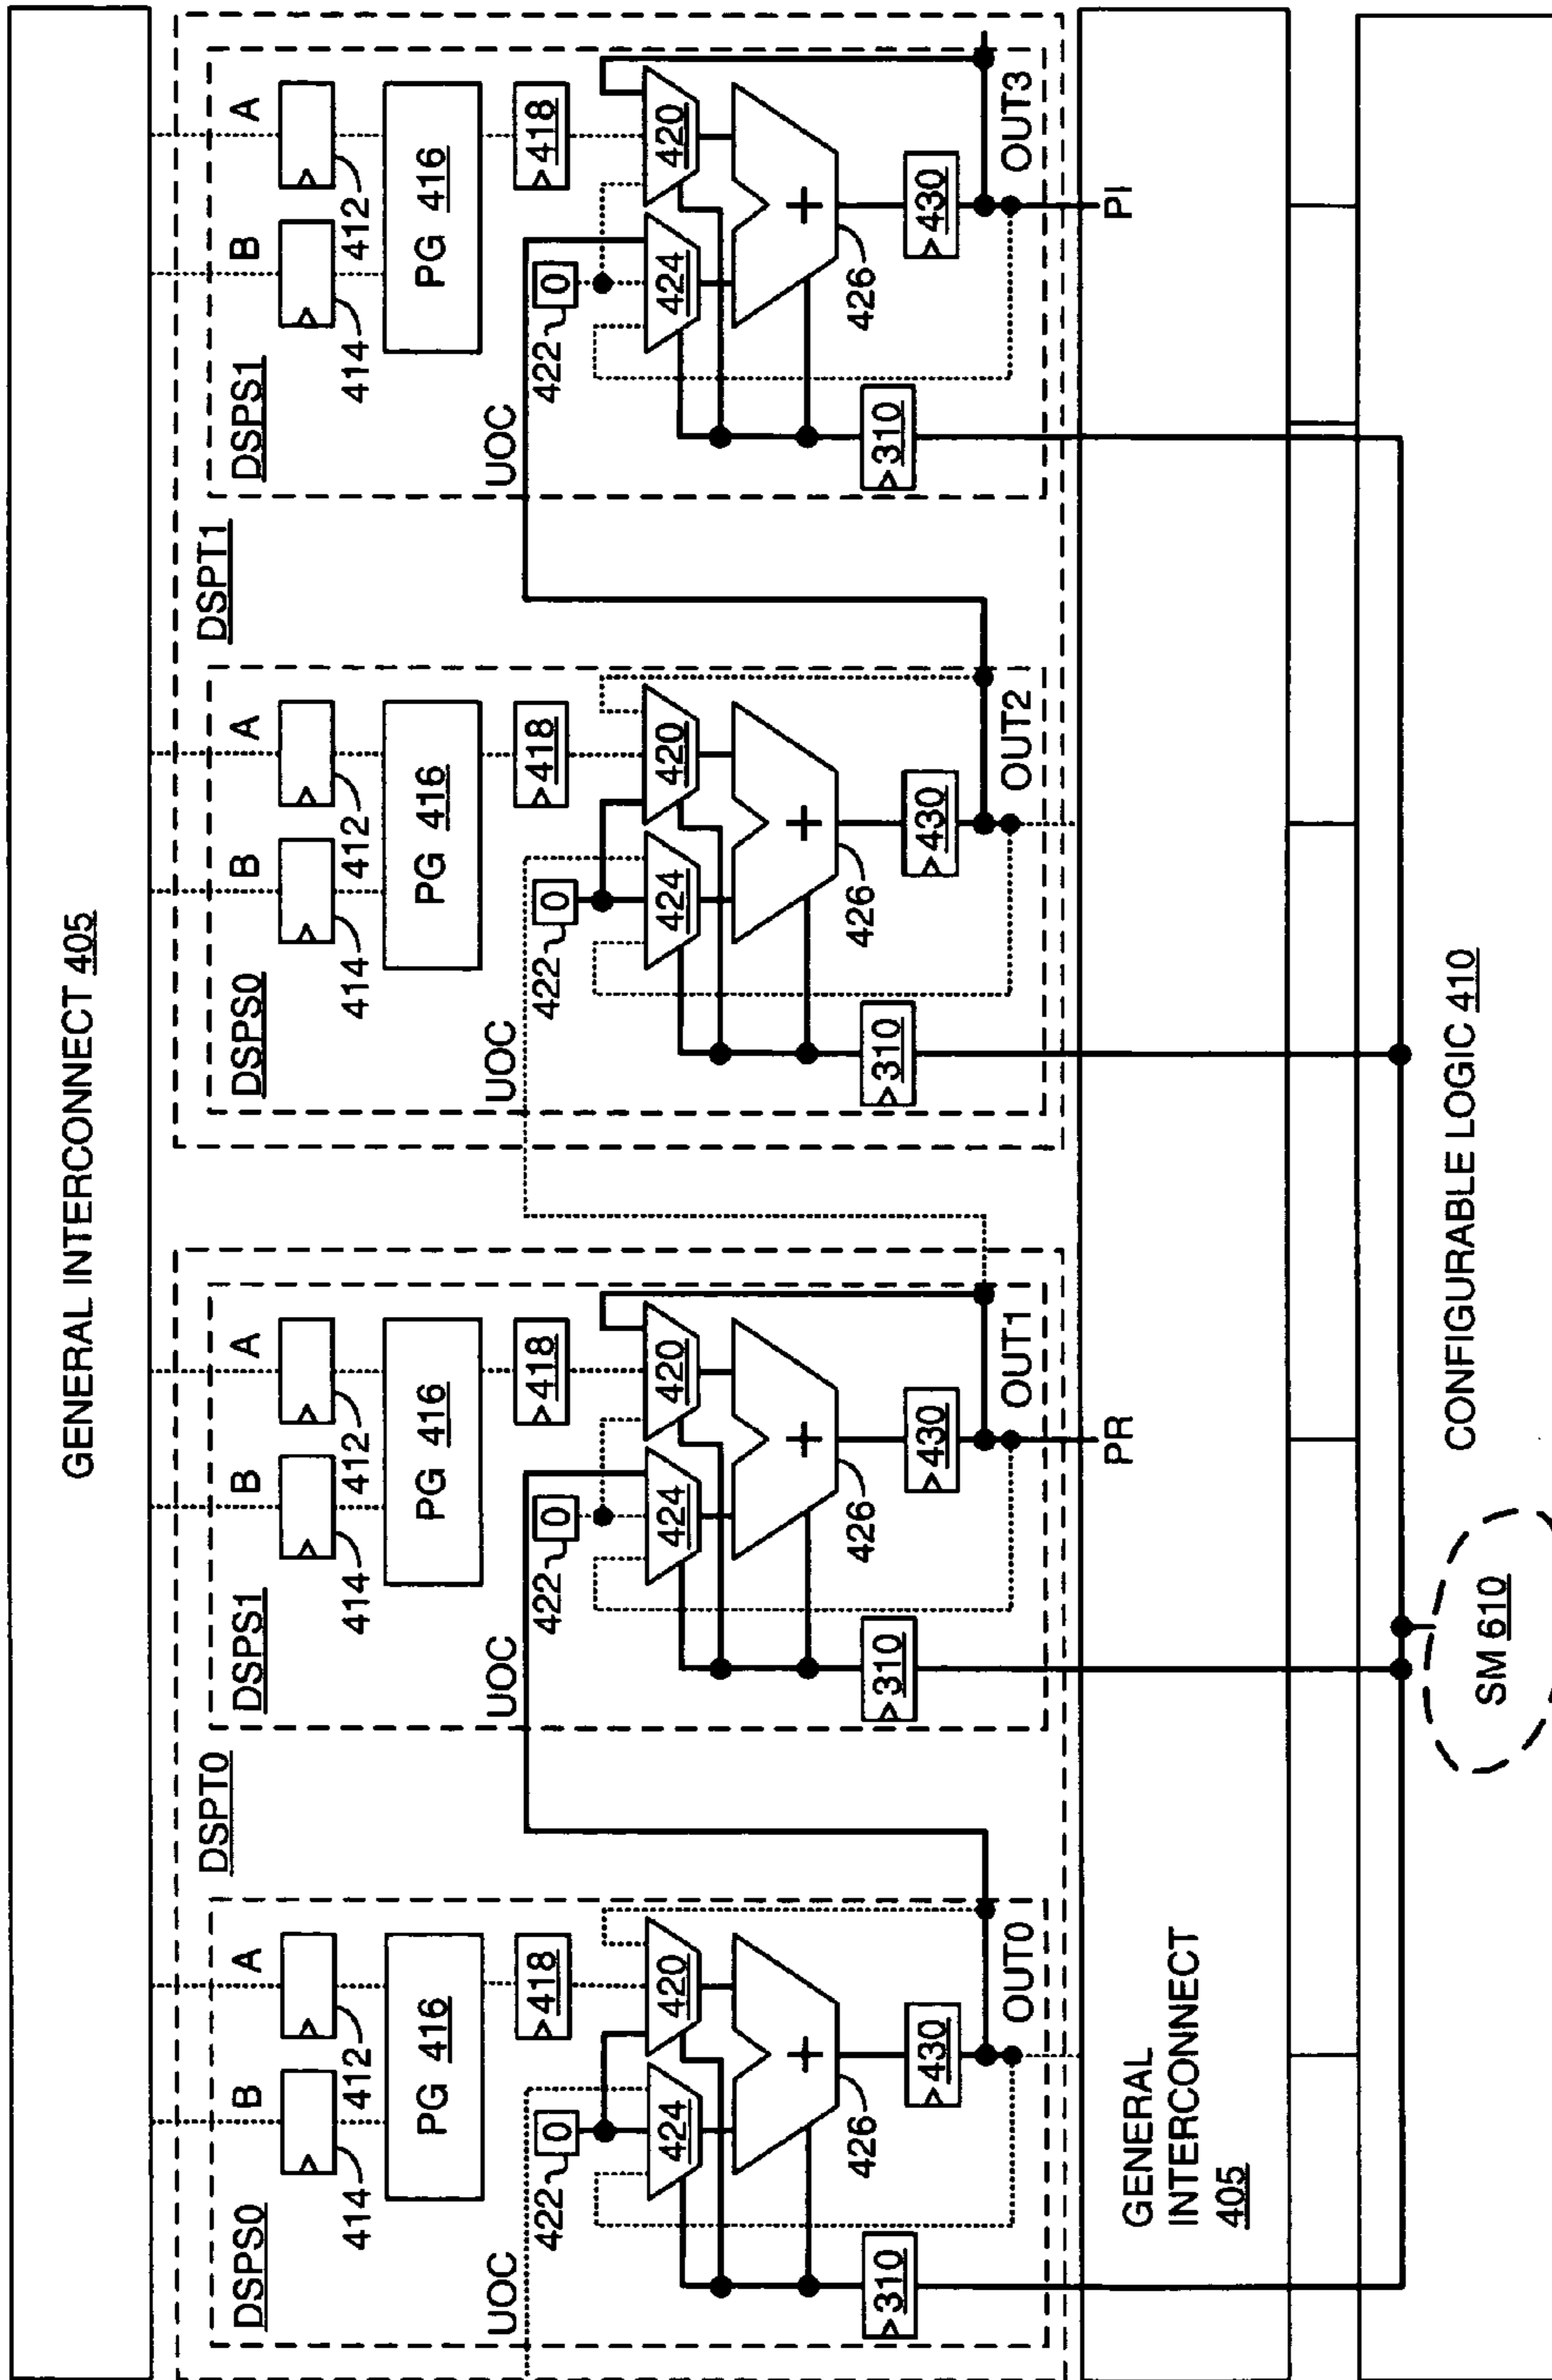 GENERAL INTERCONNECT 405
DSPT0
DSPT1
DSPS0
B
A
414
412
PG 416
418
UOC
422
0
424
420
+
426
310
430
OUT0
DSPS1
B
A
414
412
PG 416
418
UOC
422
0
424
420
+
426
310
430
OUT1
PR
DSPS0
B
A
414
412
PG 416
418
UOC
422
0
424
420
+
426
310
430
OUT2
DSPS1
B
A
414
412
PG 416
418
UOC
422
0
424
420
+
426
310
430
OUT3
PI
GENERAL
INTERCONNECT
405
SM 610
CONFIGURABLE LOGIC 410